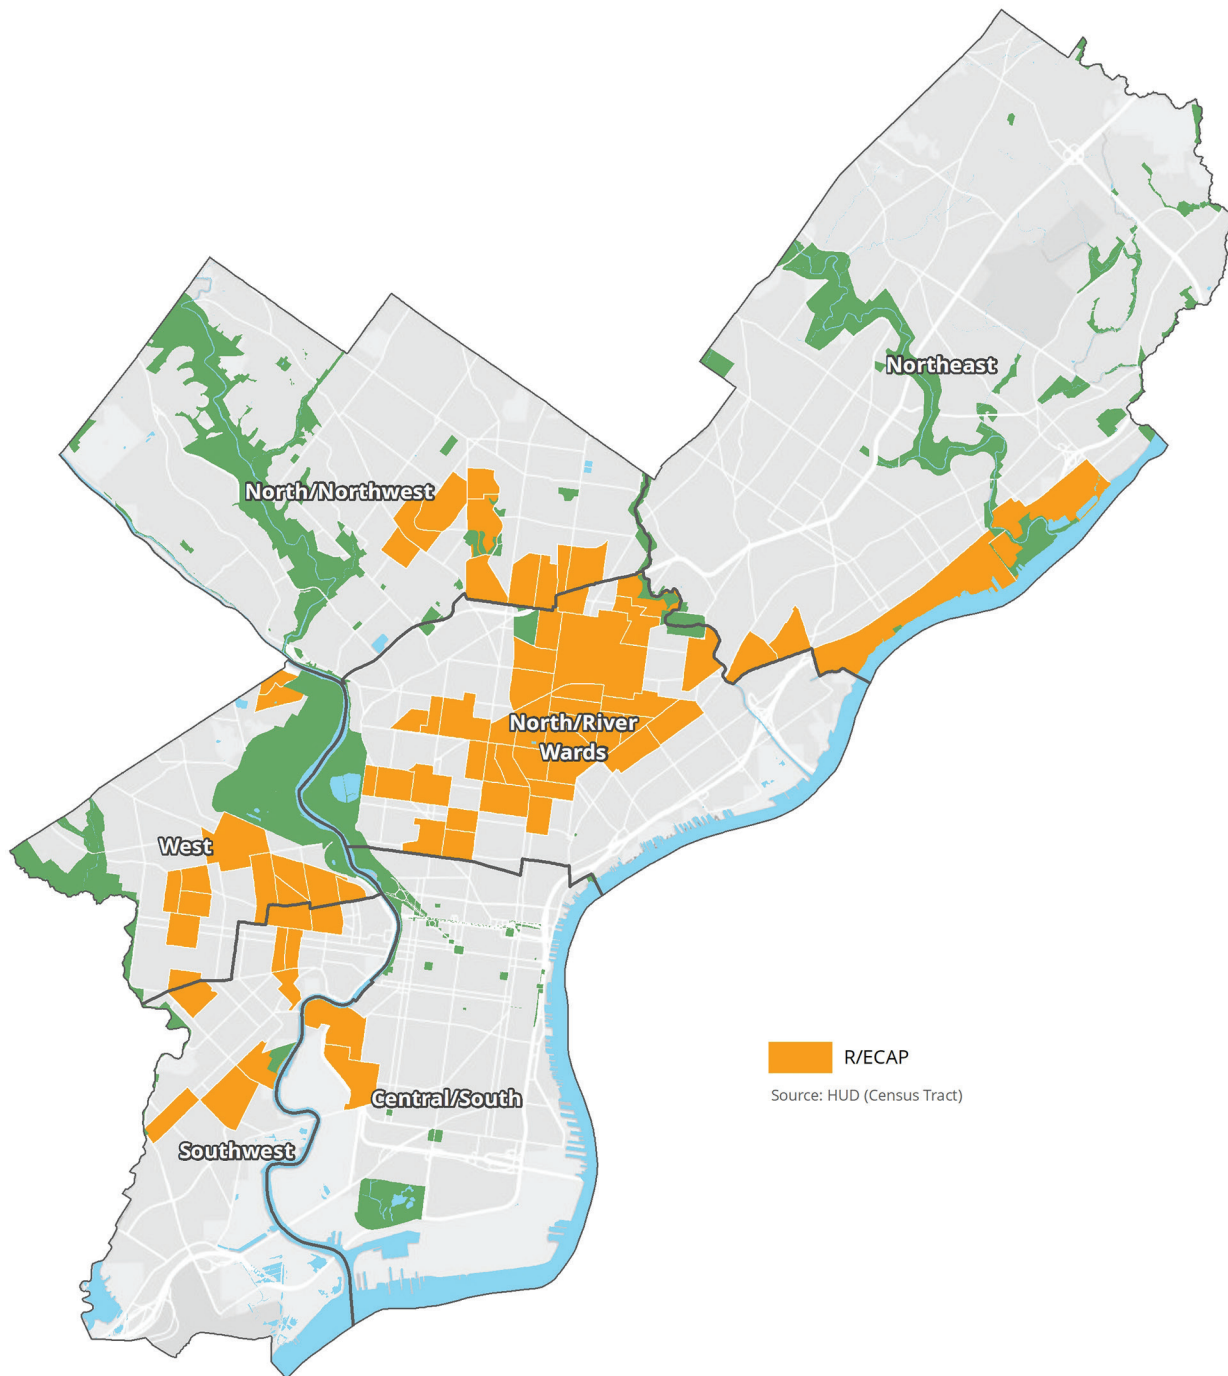 Northeast
North/Northwest
North/River
Wards
West
R/ECAP
Source: HUD (Census Tract)
Central/South
Southwest